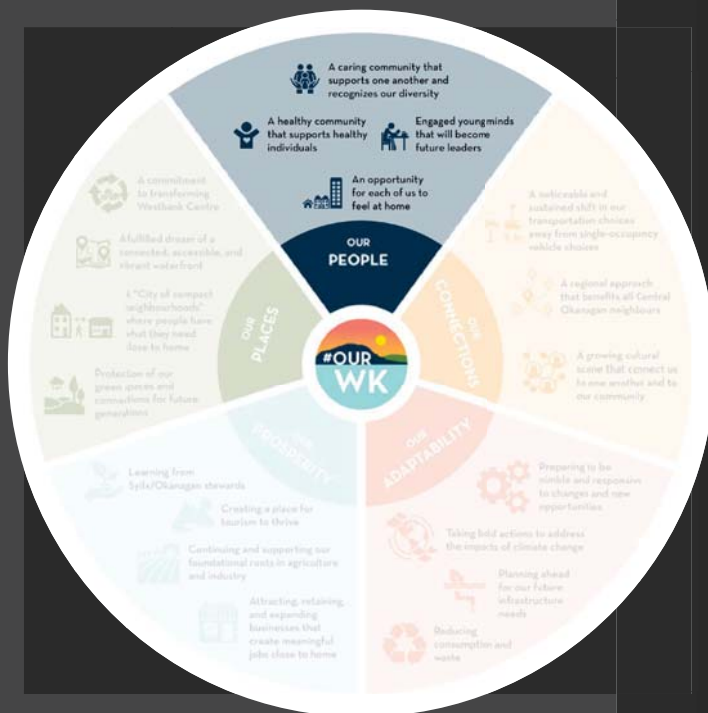 A caring community that
supports one another and
recognizes our diversity
A healthy community
that supports healthy
individuals
Engaged young minds
that will become
future leaders
An opportunity
for each of us to
feel at home
OUR
PEOPLE
A commitment
to transforming
Westbank Centre
A fulfilled dream of a
connected, accessible, and
vibrant waterfront
A "City of compact
neighbourhoods"
where people have
what they need
close to home
Protection of our
green spaces and
connections for future
generations
OUR
PLACES
A noticeable and
sustained shift in our
transportation choices
away from single-occupancy
vehicle choices
A regional approach
that benefits all Central
Okanagan neighbours
A growing cultural
scene that connect us
to one another and to
our community
OUR
CONNECTIONS
#OUR
WK
OUR
PROSPERITY
Learning from
Syilx/Okanagan stewards
Creating a place for
tourism to thrive
Continuing and supporting our
foundational roots in agriculture
and industry
Attracting, retaining,
and expanding
businesses that
create meaningful
jobs close to home
OUR
ADAPTABILITY
Preparing to be
nimble and responsive
to changes and new
opportunities
Taking bold actions to address
the impacts of climate change
Planning ahead
for our future
infrastructure
needs
Reducing
consumption and
waste